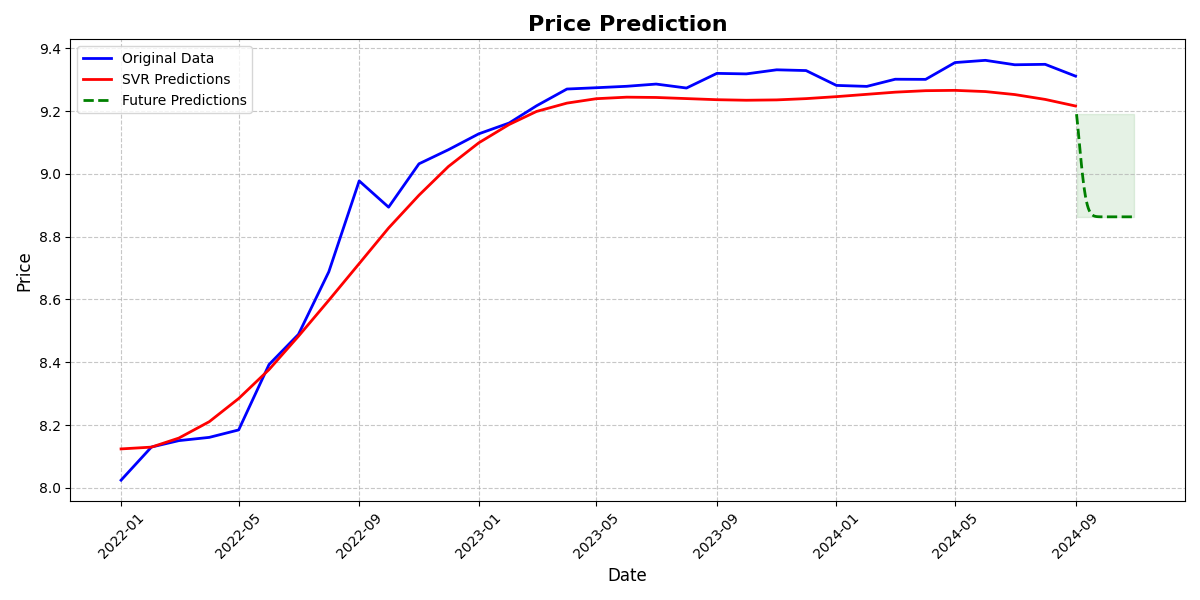 Price Prediction
Original Data
SVR Predictions
Future Predictions
Price
9.4
9.2
9.0
8.8
8.6
8.4
8.2
8.0
2022-01
2022-05
2022-09
2023-01
2023-05
2023-09
2024-01
2024-05
2024-09
Date